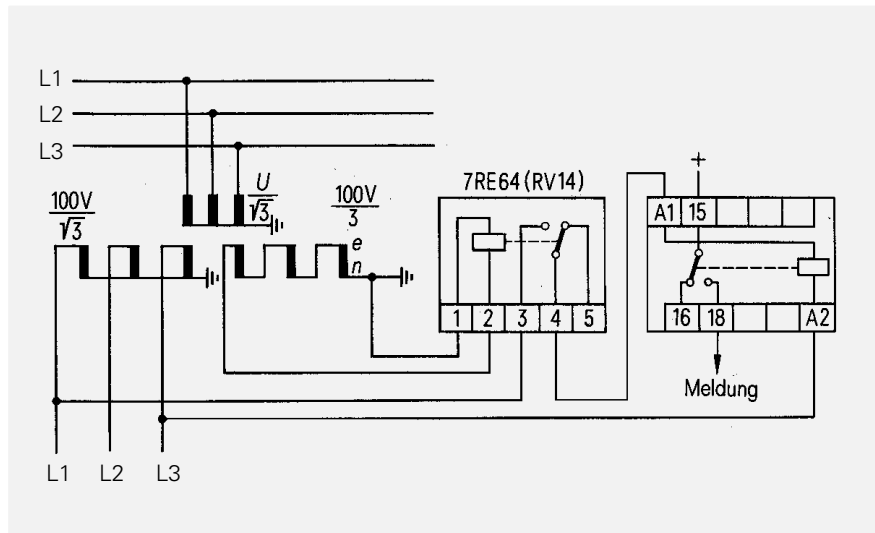 L1
L2
L3
7RE64 (RV14)
+
100V
√3
U
√3
100V
3
e
n
A1 15
1 2 3 4 5
16 18 A2
Meldung
L1 L2 L3